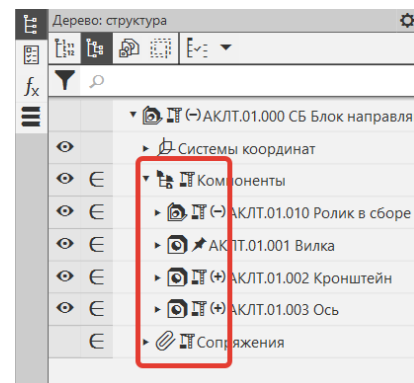 Дерево: структура
fx
(-) АКЛТ.01.000 СБ Блок направля
Системы координат
Компоненты
(-) АКЛТ.01.010 Ролик в сборе
АКЛТ.01.001 Вилка
(+) АКЛТ.01.002 Кронштейн
(+) АКЛТ.01.003 Ось
Сопряжения